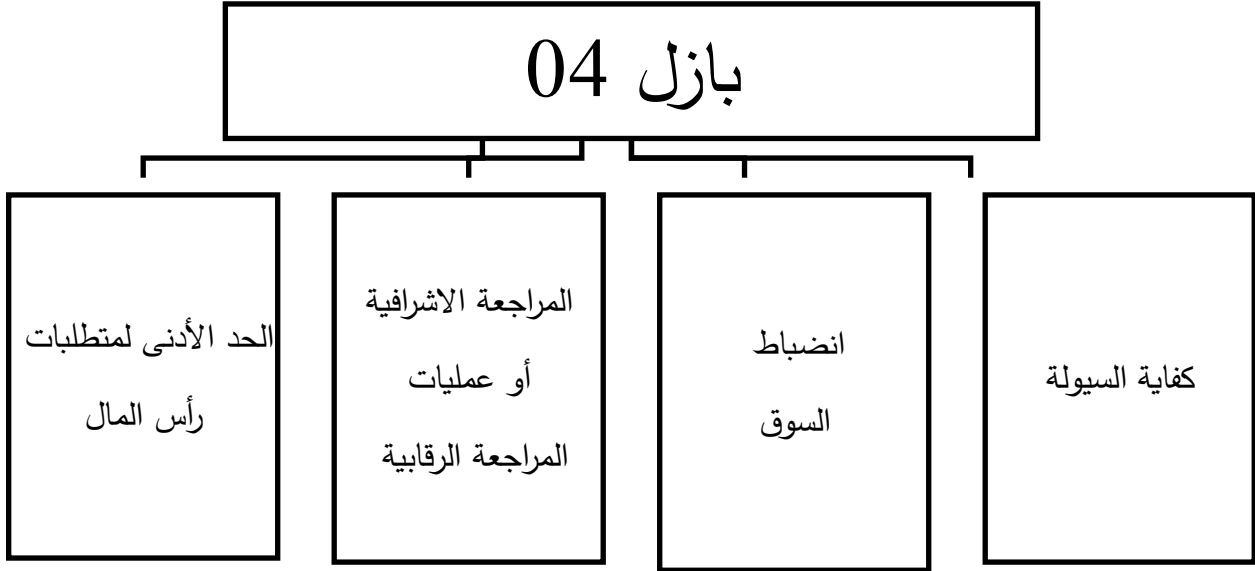 بازل 04
الحد الأدنى لمتطلبات
رأس المال
المراجعة الاشرافية
أو عمليات
المراجعة الرقابية
انضباط
السوق
كفاية السيولة